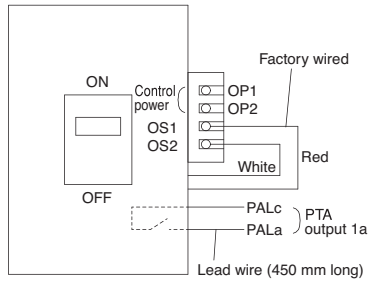 Factory wired
ON
Control
power
OP1
OP2
OS1
OS2
White
Red
OFF
PALc
PALa
PTA
output 1a
Lead wire (450 mm long)